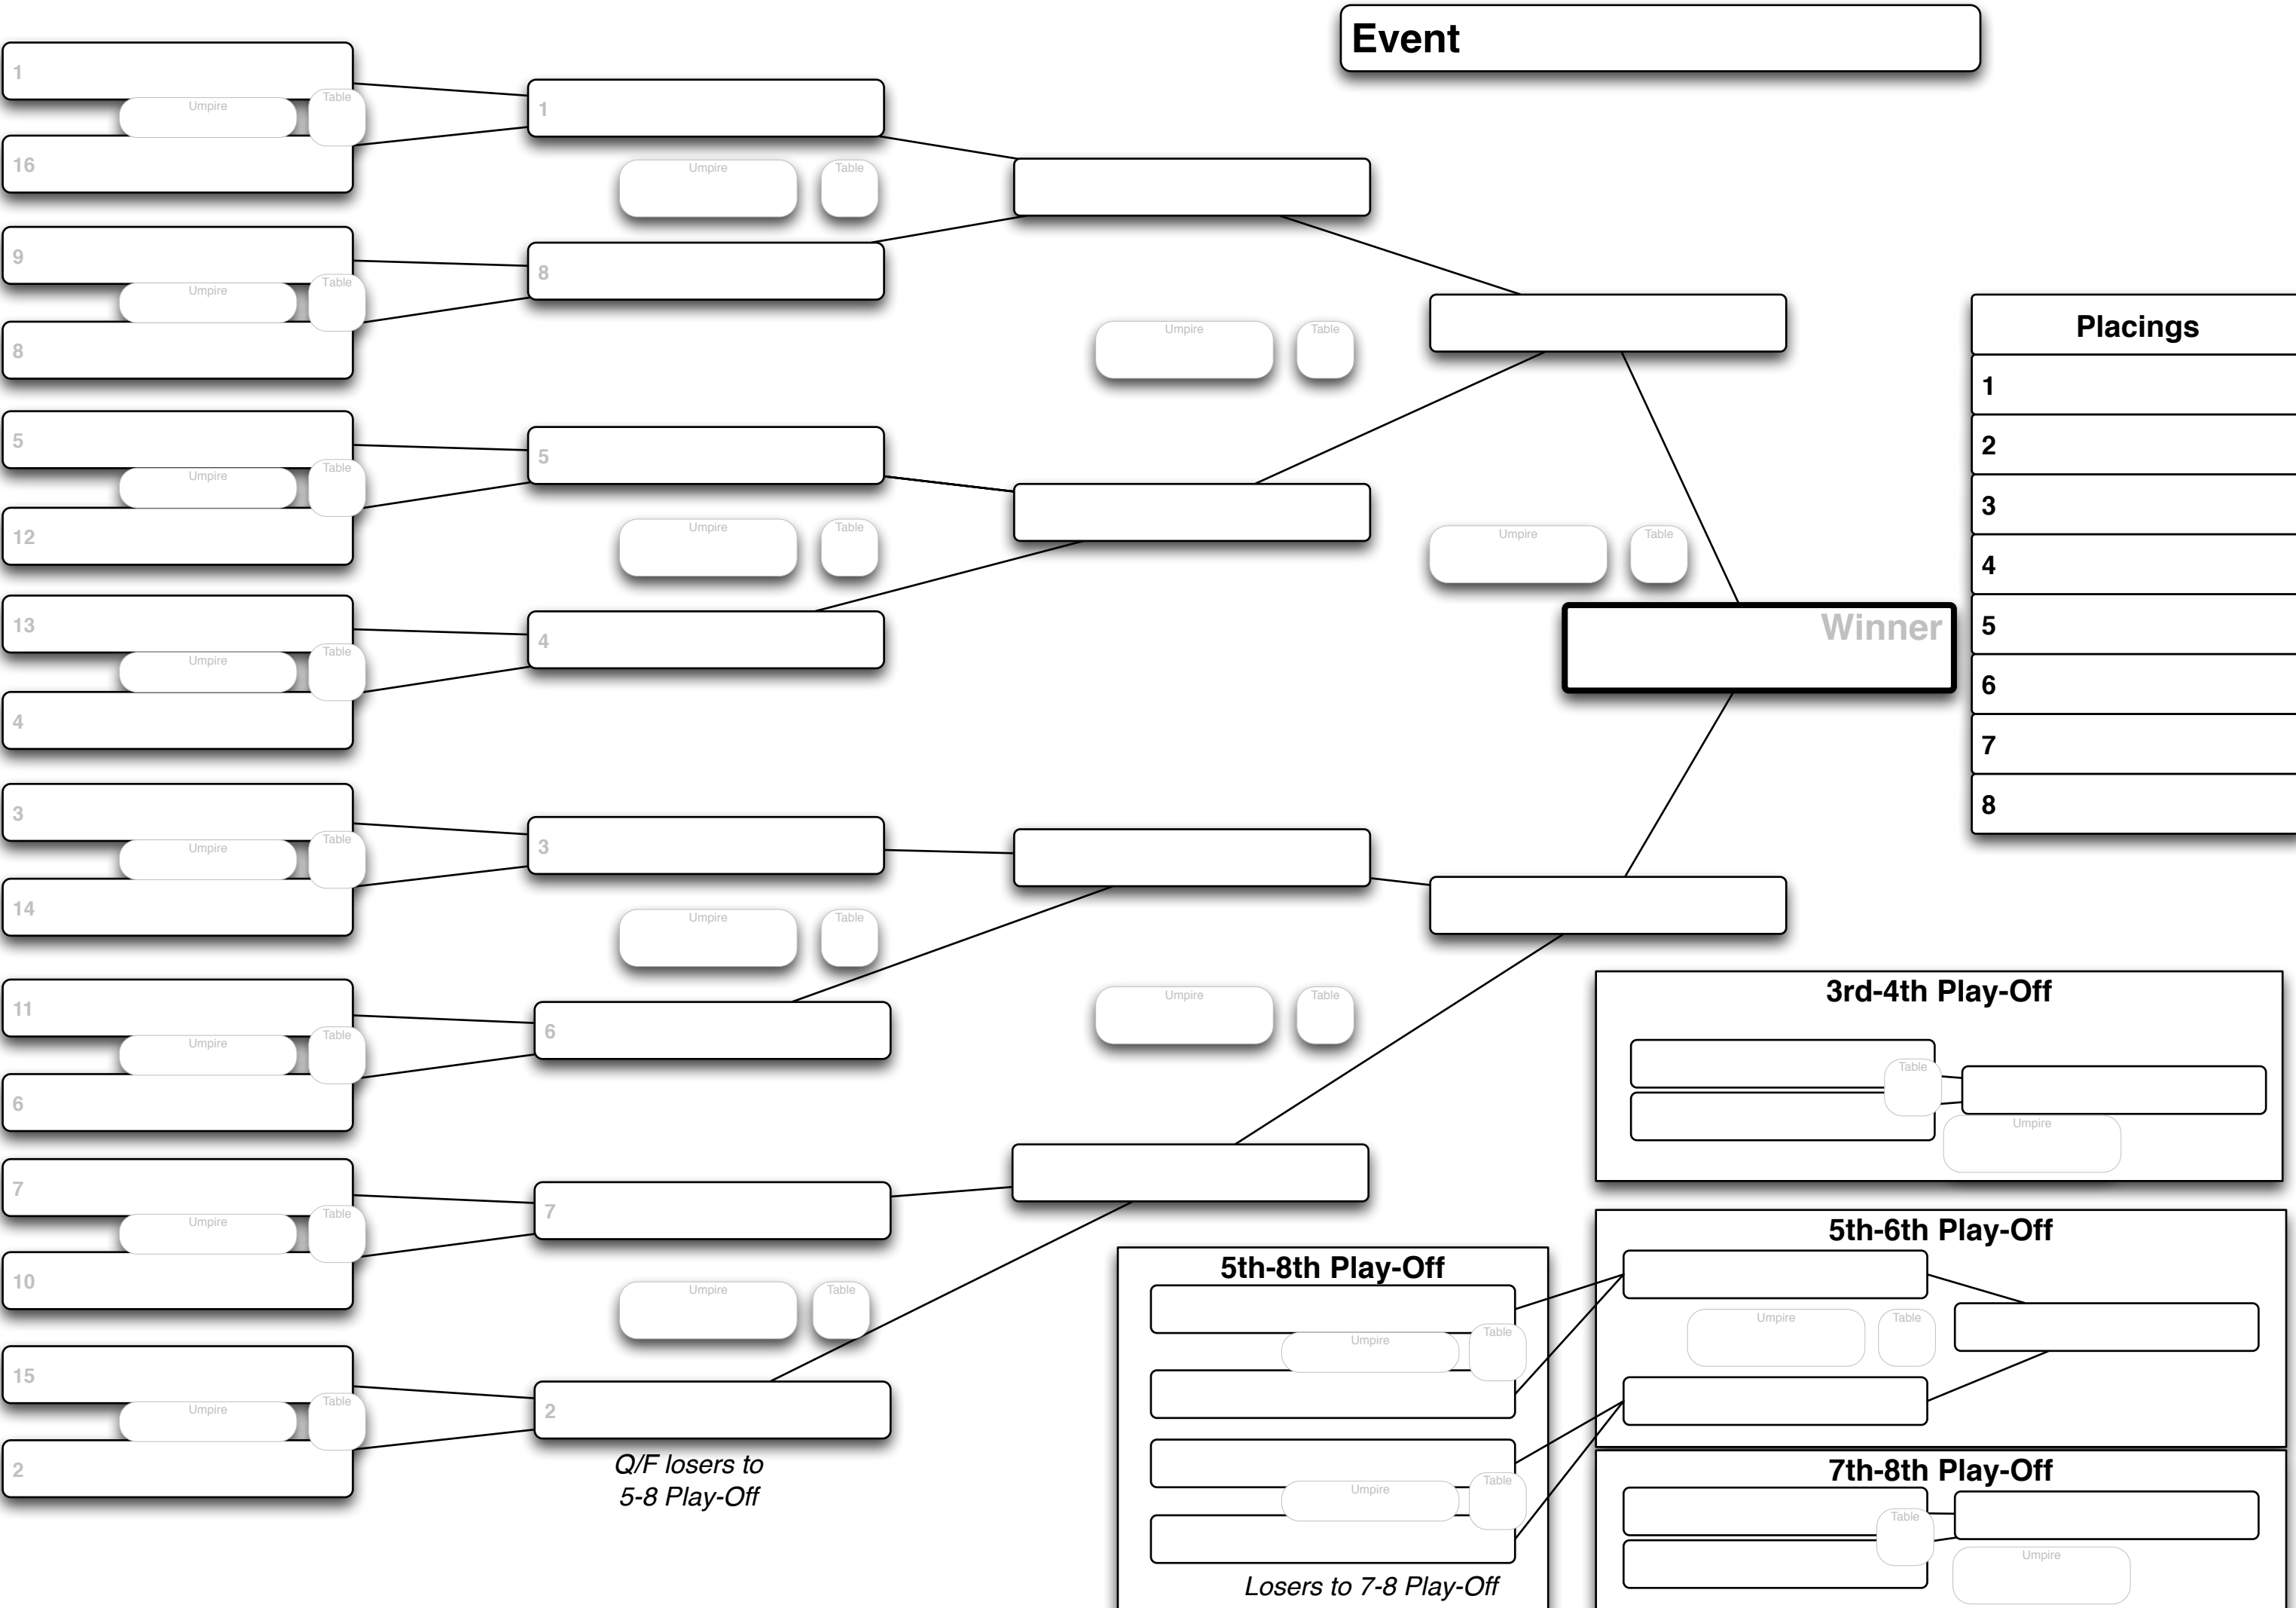 Event
1
Umpire
Table
16
9
Umpire
Table
8
5
Umpire
Table
12
13
Umpire
Table
4
3
Umpire
Table
14
11
Umpire
Table
6
7
Umpire
Table
10
15
Umpire
Table
2
1
Umpire
Table
8
5
Umpire
Table
4
3
Umpire
Table
6
7
Umpire
Table
2
Q/F losers to
5-8 Play-Off
Umpire
Table
Umpire
Table
Umpire
Table
Winner
Placings
1
2
3
4
5
6
7
8
3rd-4th Play-Off
Table
Umpire
5th-8th Play-Off
Umpire
Table
Umpire
Table
Losers to 7-8 Play-Off
5th-6th Play-Off
Umpire
Table
7th-8th Play-Off
Table
Umpire